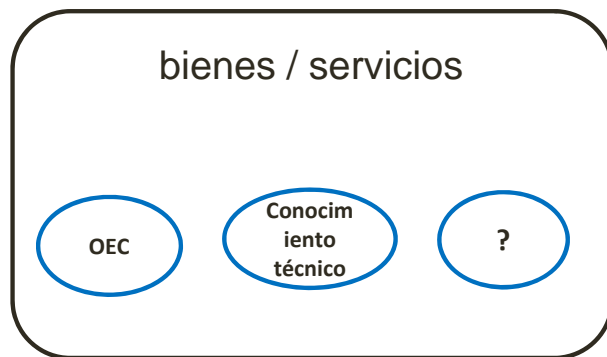 bienes / servicios
OEC
Conocim
iento
técnico
?